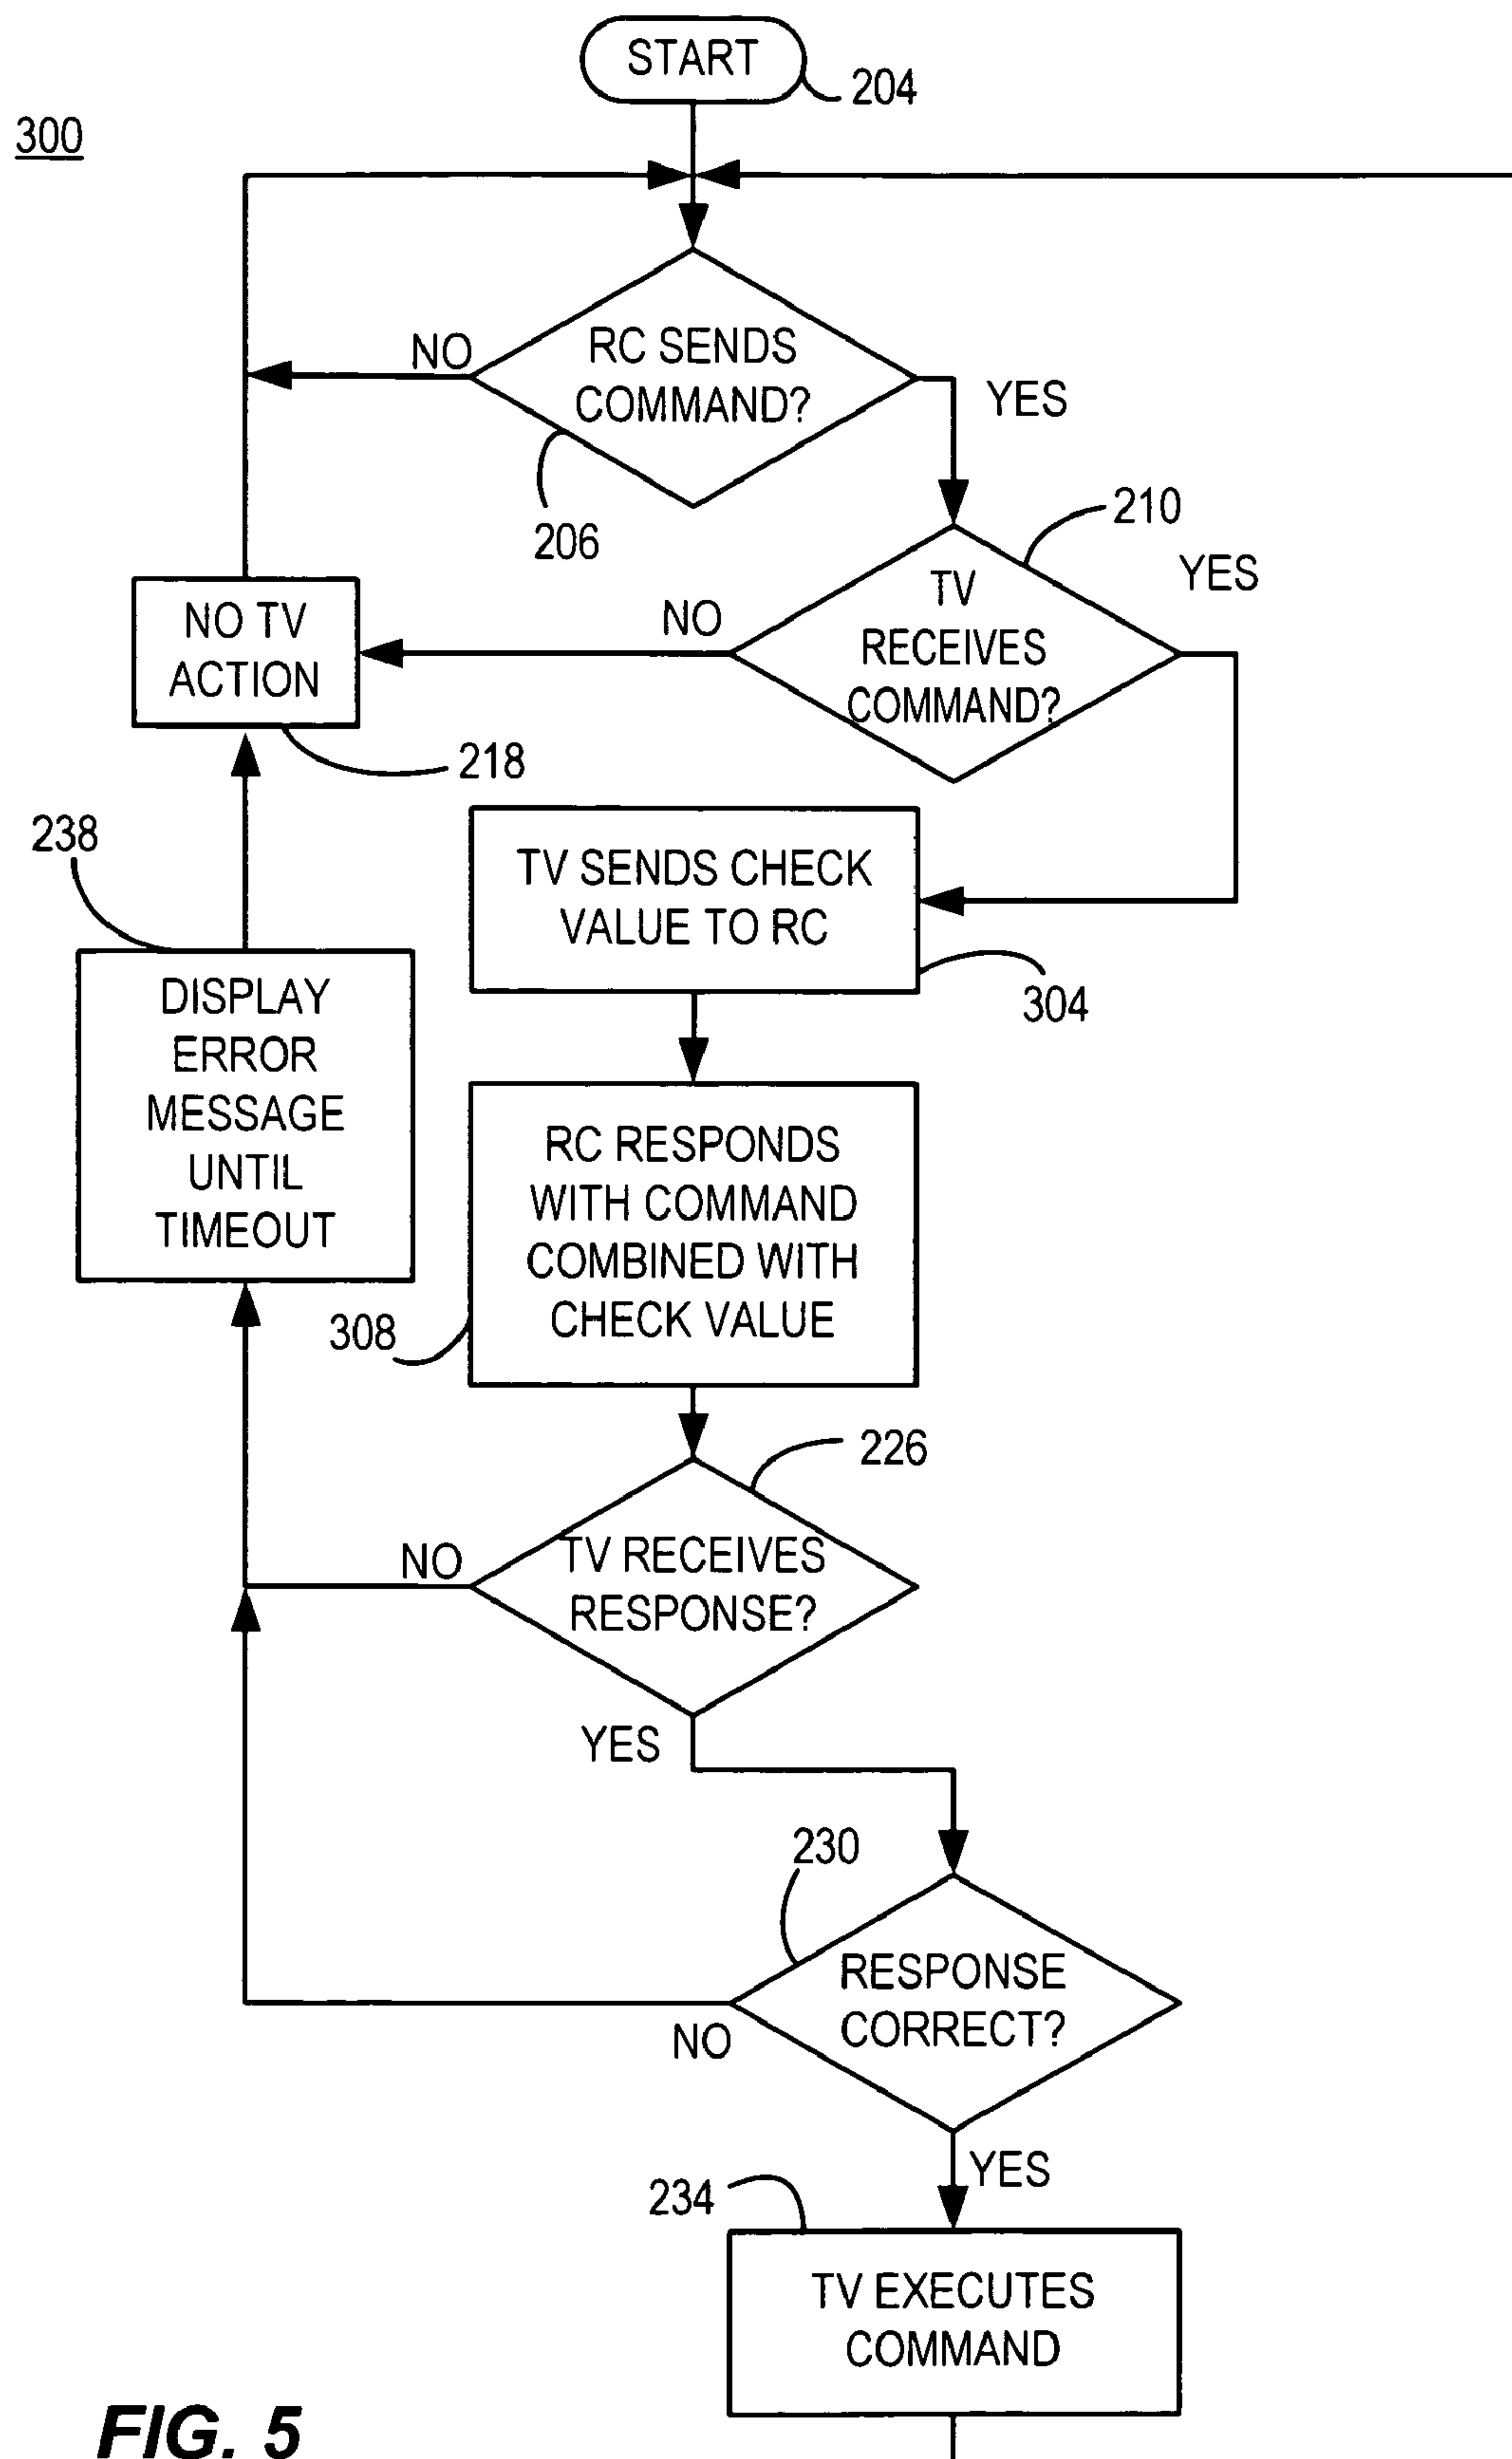 START
204
300
RC SENDS
COMMAND?
NO
YES
206
210
TV
RECEIVES
COMMAND?
NO
YES
NO TV
ACTION
218
TV SENDS CHECK
VALUE TO RC
304
238
DISPLAY
ERROR
MESSAGE
UNTIL
TIMEOUT
RC RESPONDS
WITH COMMAND
COMBINED WITH
CHECK VALUE
308
226
TV RECEIVES
RESPONSE?
NO
YES
230
RESPONSE
CORRECT?
NO
YES
234
TV EXECUTES
COMMAND
FIG. 5